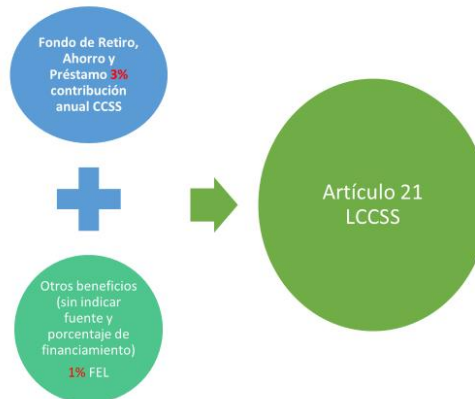 Fondo de Retiro,
Ahorro y
Préstamo 3%
contribución
anual CCSS
Otros beneficios
(sin indicar
fuente y
porcentaje de
financiamiento)
1% FEL
Artículo 21
LCCSS